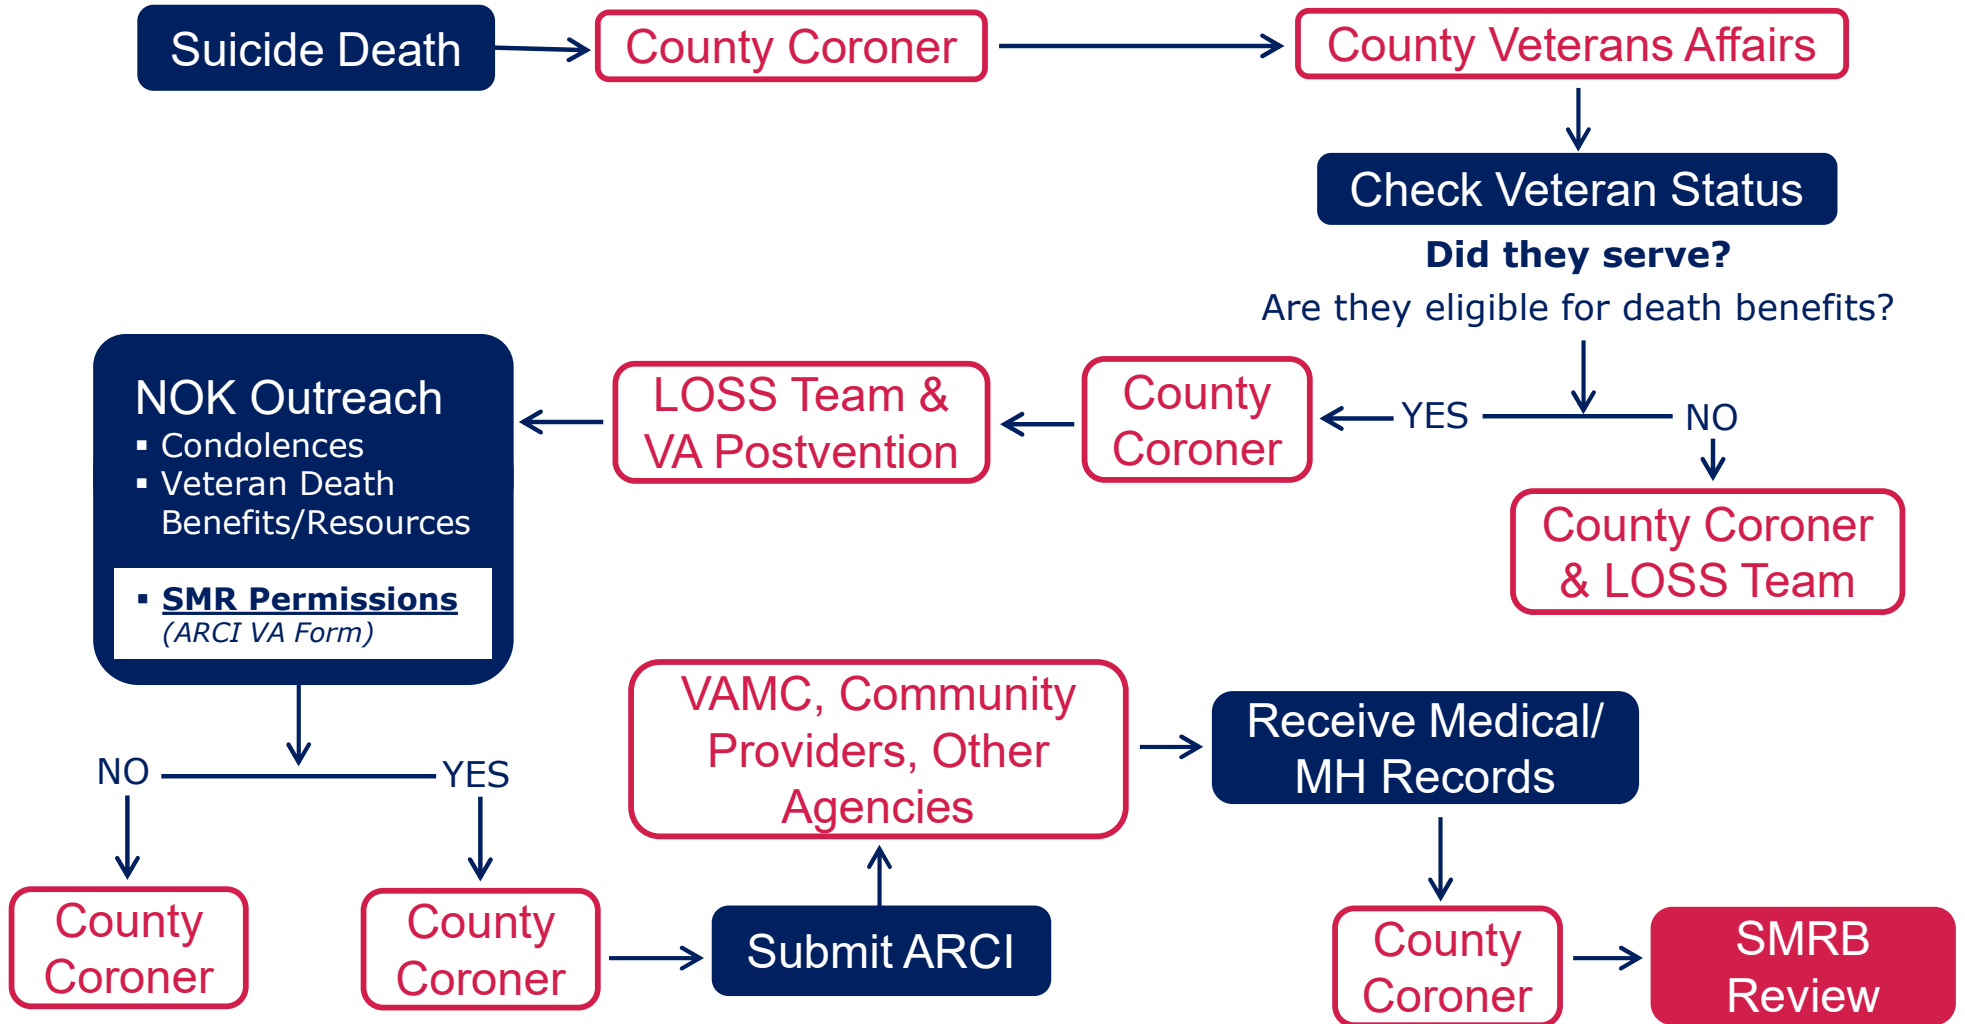 Suicide Death
County Coroner
County Veterans Affairs
Check Veteran Status
Did they serve?
Are they eligible for death benefits?
YES
NO
County
Coroner
LOSS Team &
VA Postvention
County Coroner
& LOSS Team
NOK Outreach
▪ Condolences
▪ Veteran Death
Benefits/Resources
▪ SMR Permissions
(ARCI VA Form)
NO
YES
County
Coroner
County
Coroner
Submit ARCI
VAMC, Community
Providers, Other
Agencies
Receive Medical/
MH Records
County
Coroner
SMRB
Review